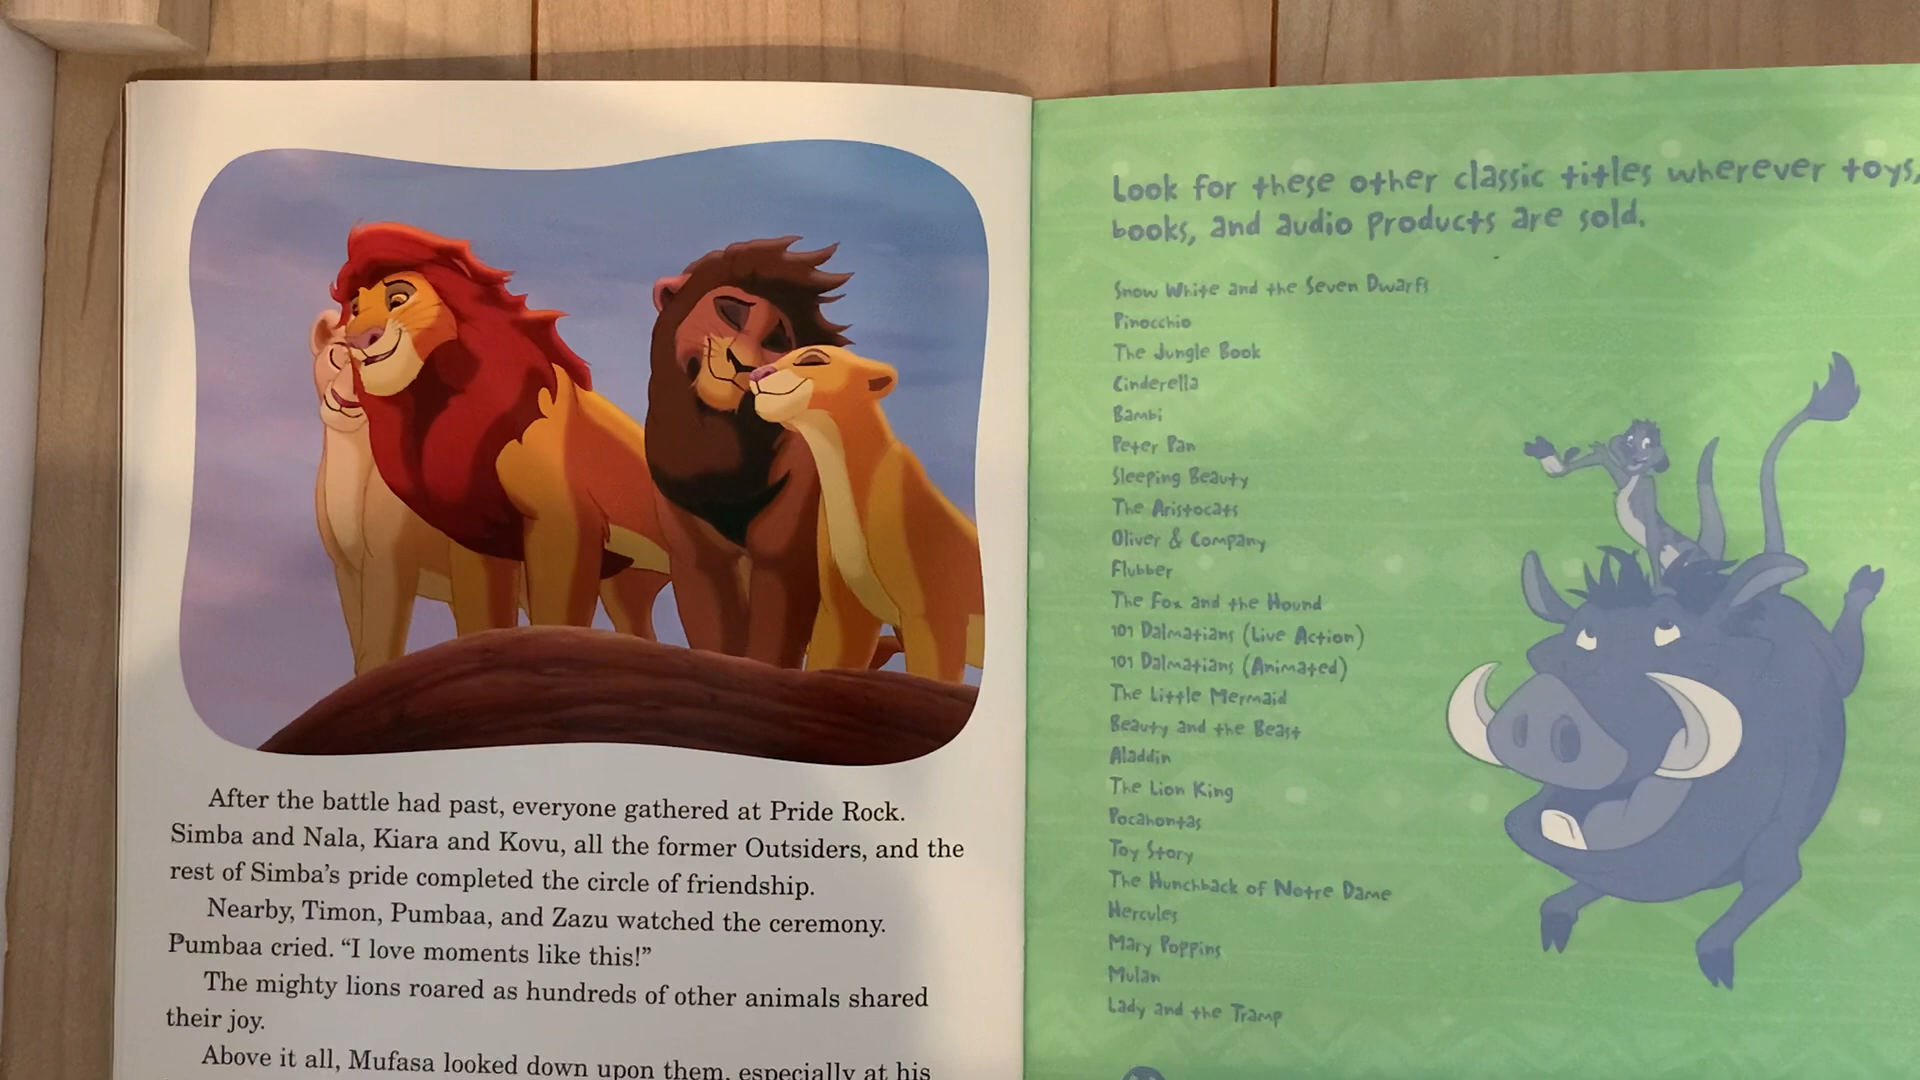 After the battle had past, everyone gathered at Pride Rock.
Simba and Nala, Kiara and Kovu, all the former Outsiders, and the
rest of Simba's pride completed the circle of friendship.
Nearby, Timon, Pumbaa, and Zazu watched the ceremony.
Pumbaa cried. “I love moments like this!”
The mighty lions roared as hundreds of other animals shared
their joy.
Above it all, Mufasa looked down upon them, especially at his
Look for these other classic titles wherever toys,
books, and audio products are sold.
Snow White and the Seven Dwarfs
Pinocchio
The Jungle Book
Cinderella
Bambi
Peter Pan
Sleeping Beauty
The Aristocats
Oliver & Company
Flubber
The Fox and the Hound
101 Dalmatians (Live Action)
101 Dalmatians (Animated)
The Little Mermaid
Beauty and the Beast
Aladdin
The Lion King
Pocahontas
Toy Story
The Hunchback of Notre Dame
Hercules
Mary Poppins
Mulan
Lady and the Tramp